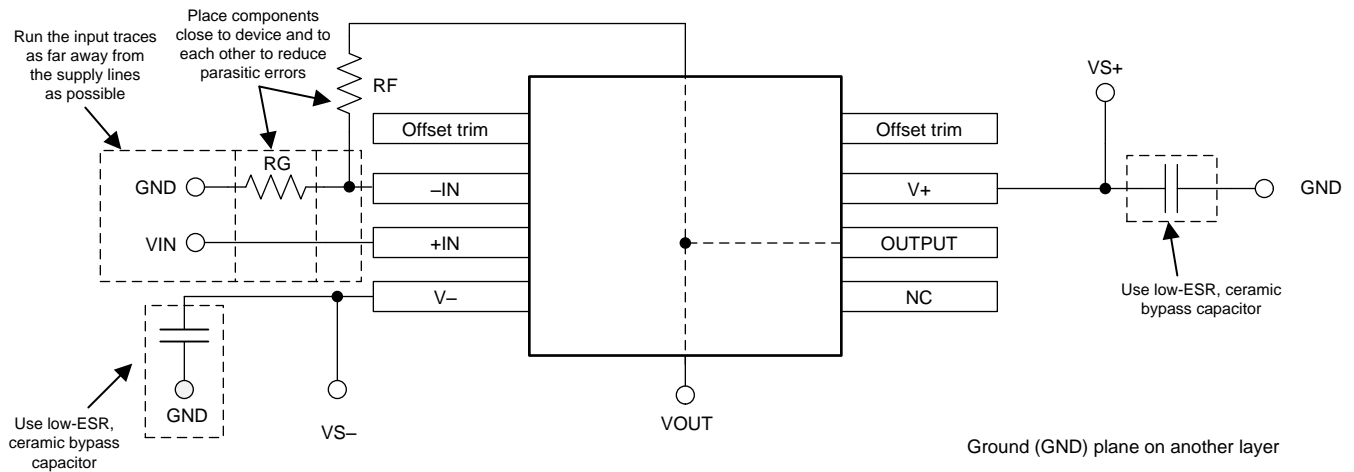 Run the input traces
as far away from
the supply lines
as possible
Place components
close to device and to
each other to reduce
parasitic errors
RF
VS+
Offset trim
Offset trim
RG
GND
–IN
V+
GND
VIN
+IN
OUTPUT
V–
NC
Use low-ESR, ceramic
bypass capacitor
GND
Use low-ESR,
ceramic bypass
capacitor
VS–
VOUT
Ground (GND) plane on another layer